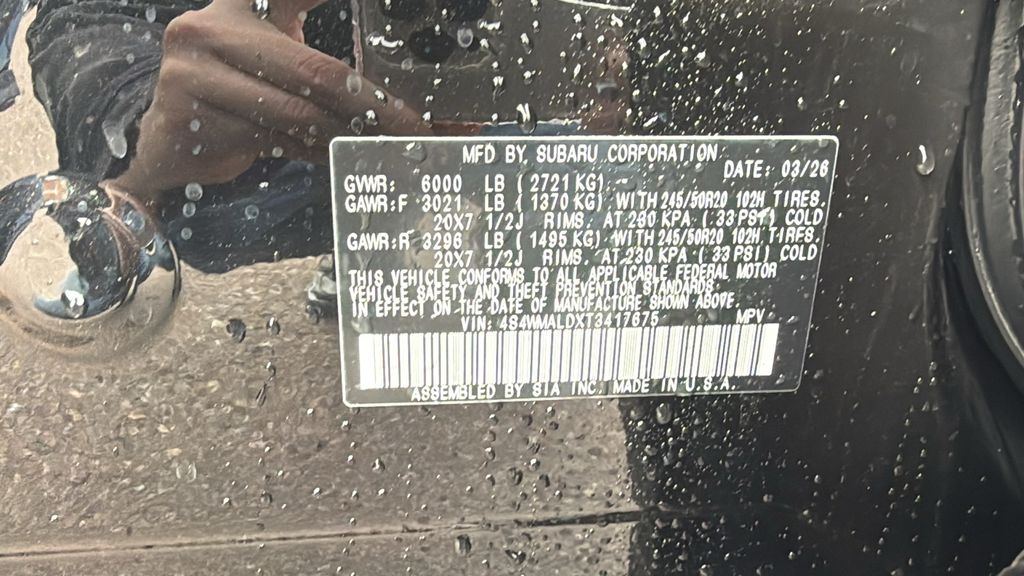 MFD BY SUBARU CORPORATION
DATE: 03/26
GVWR: 6000 LB (2721 KG)
GAWR:F 3021 LB (1370 KG) WITH 245/50R20 102H TIRES.
20X7 1/2J RIMS. AT 230 KPA (33 PSI) COLD
GAWR:R 3296 LB (1495 KG) WITH 245/50R20 102H TIRES.
20X7 1/2J RIMS. AT 230 KPA (33 PSI) COLD
THIS VEHICLE CONFORMS TO ALL APPLICABLE FEDERAL MOTOR
VEHICLE SAFETY AND THEFT PREVENTION STANDARDS
IN EFFECT ON THE DATE OF MANUFACTURE SHOWN ABOVE.
VIN: 4S4WMALDXT3417675 MPV
ASSEMBLED BY SIA INC. MADE IN U.S.A.